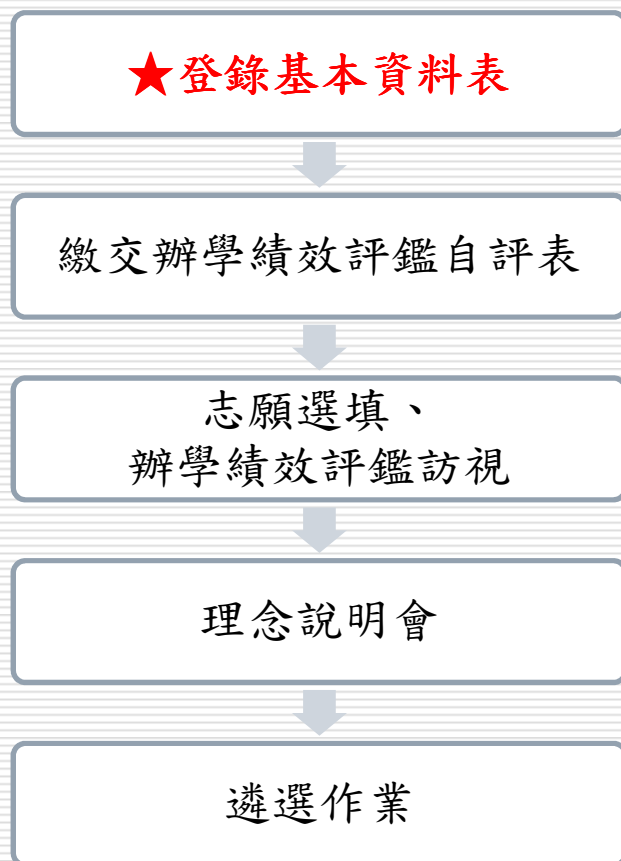 ★登錄基本資料表
繳交辦學績效評鑑自評表
志願選填、
辦學績效評鑑訪視
理念說明會
遴選作業